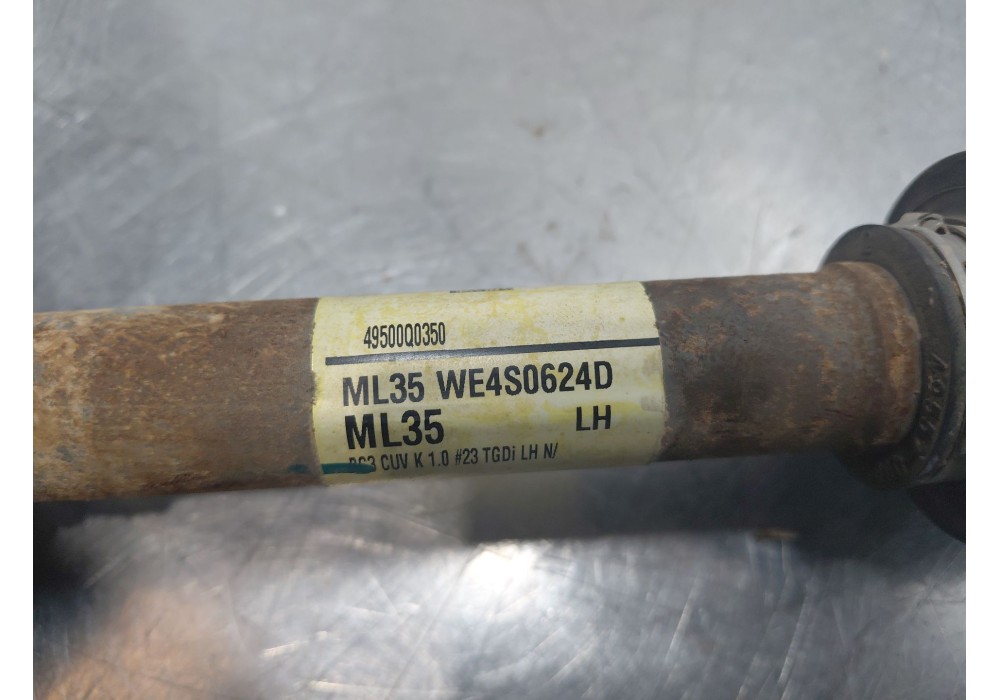 49500Q0350
ML35 WE4S0624D
ML35 LH
CUV K 1.0 #23 TGDi LH N/